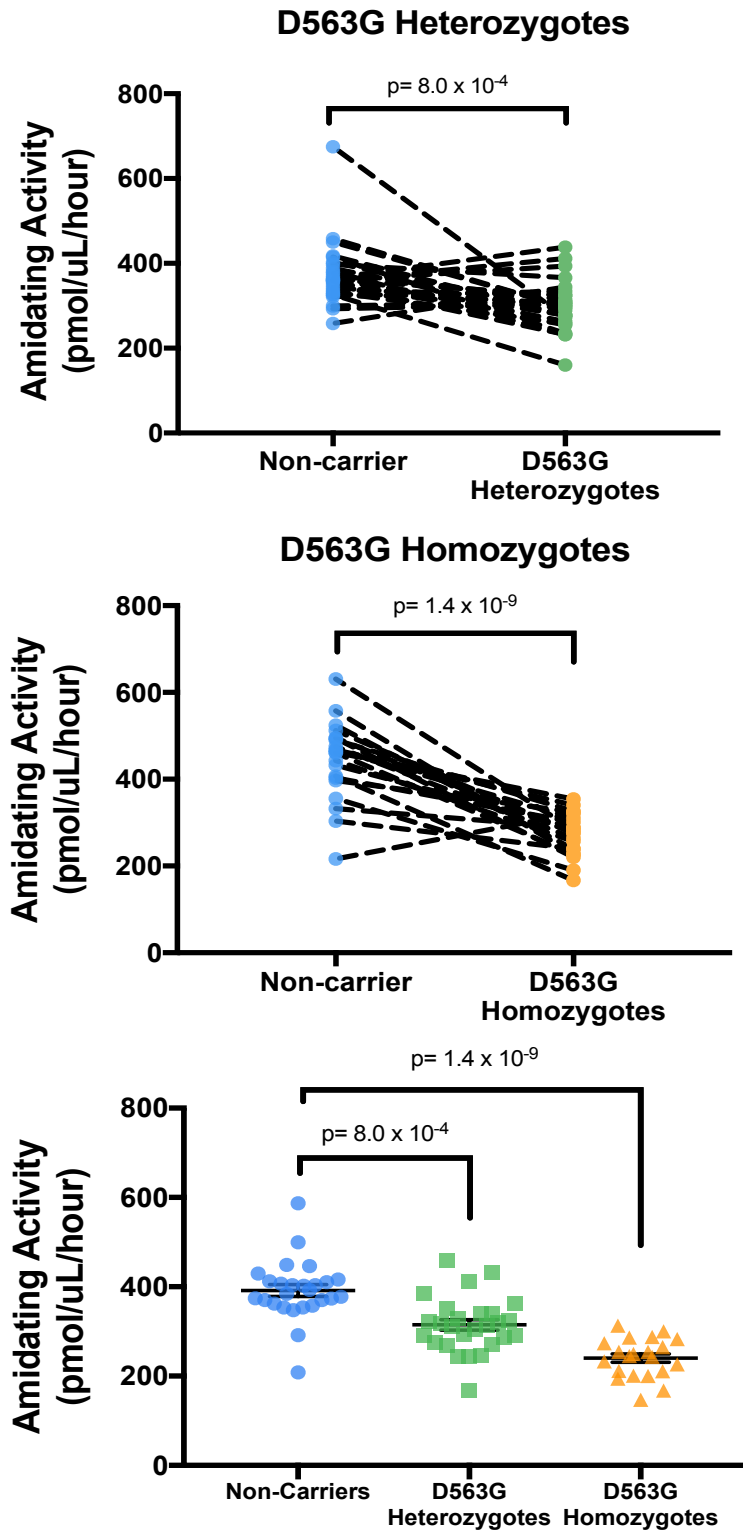 D563G Heterozygotes
p= 8.0 x 10-4
Amidating Activity
(pmol/uL/hour)
800
600
400
200
0
Non-carrier
D563G
Heterozygotes
D563G Homozygotes
p= 1.4 x 10-9
Amidating Activity
(pmol/uL/hour)
800
600
400
200
0
Non-carrier
D563G
Homozygotes
p= 1.4 x 10-9
p= 8.0 x 10-4
Amidating Activity
(pmol/uL/hour)
800
600
400
200
0
Non-Carriers
D563G
Heterozygotes
D563G
Homozygotes